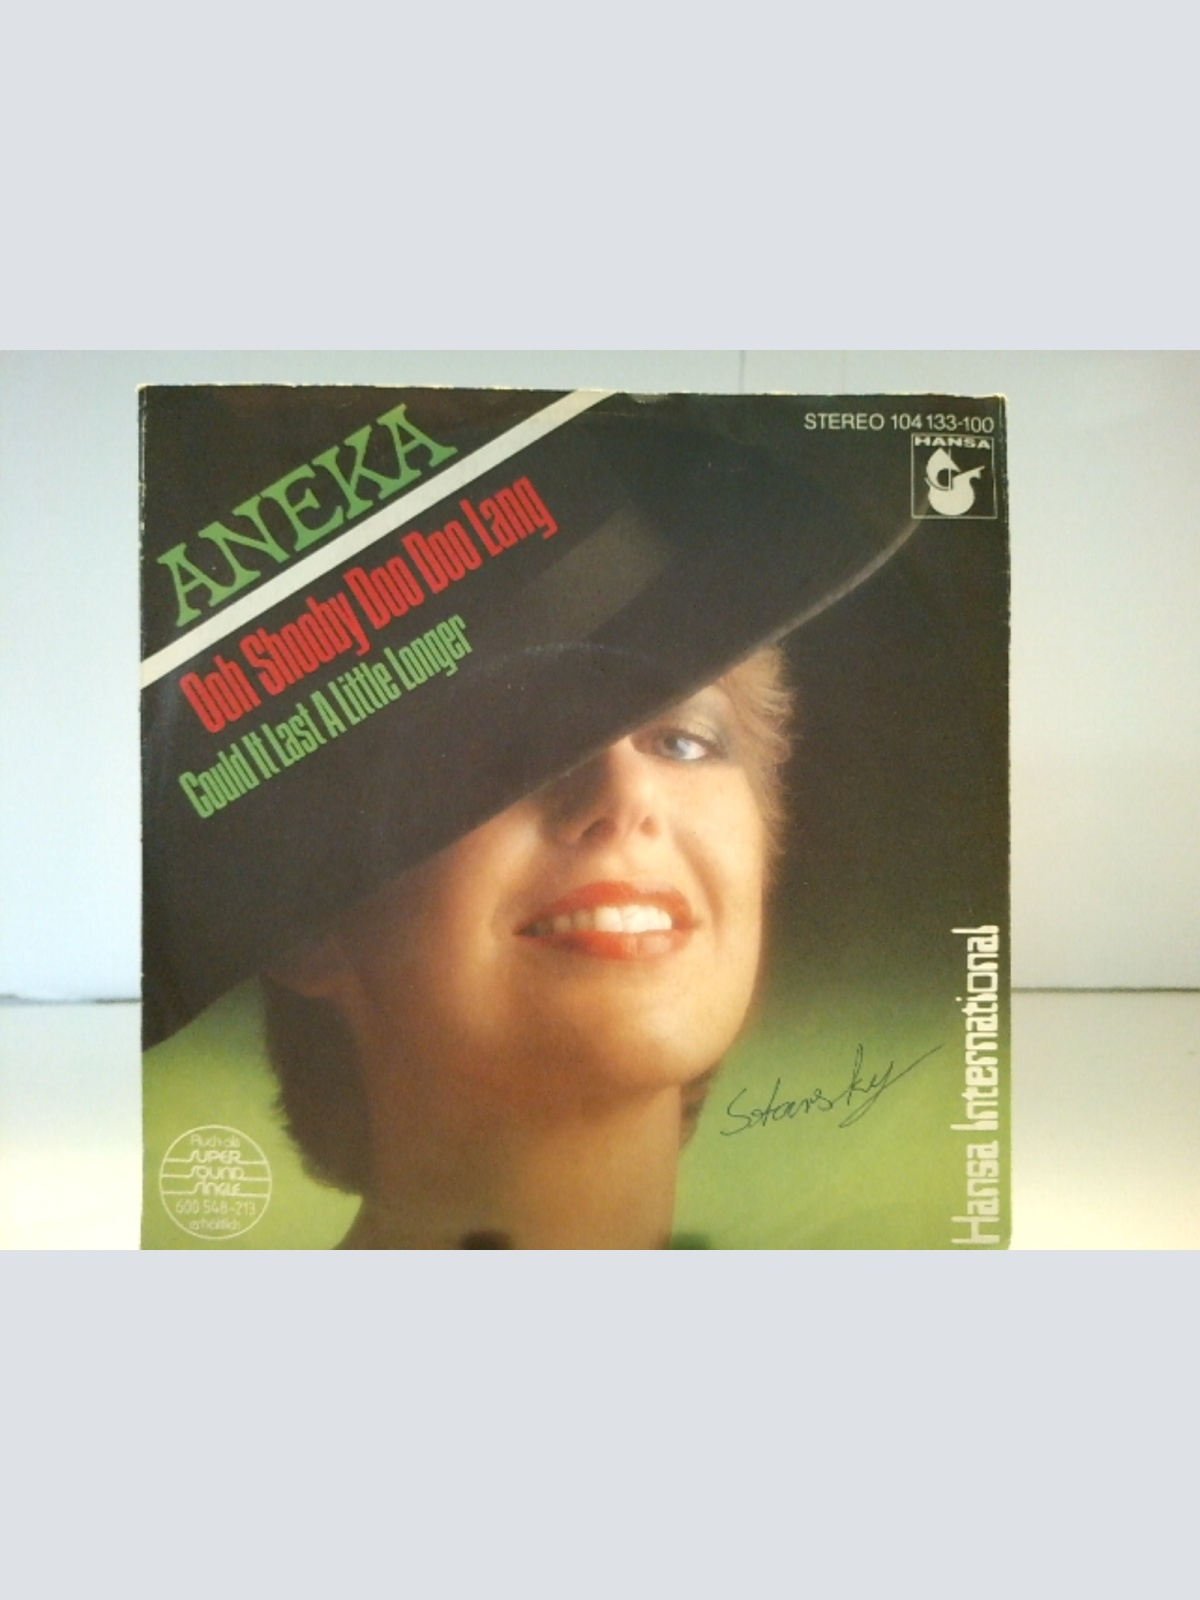 ANEKA
Ooh Shooby Doo Doo Lang
Could It Last A Little Longer
STEREO 104 133-100
HANSA
Hansa International
Starsky
Auch als
SUPER
SOUND
SINGLE
600 548-213
erhältlich